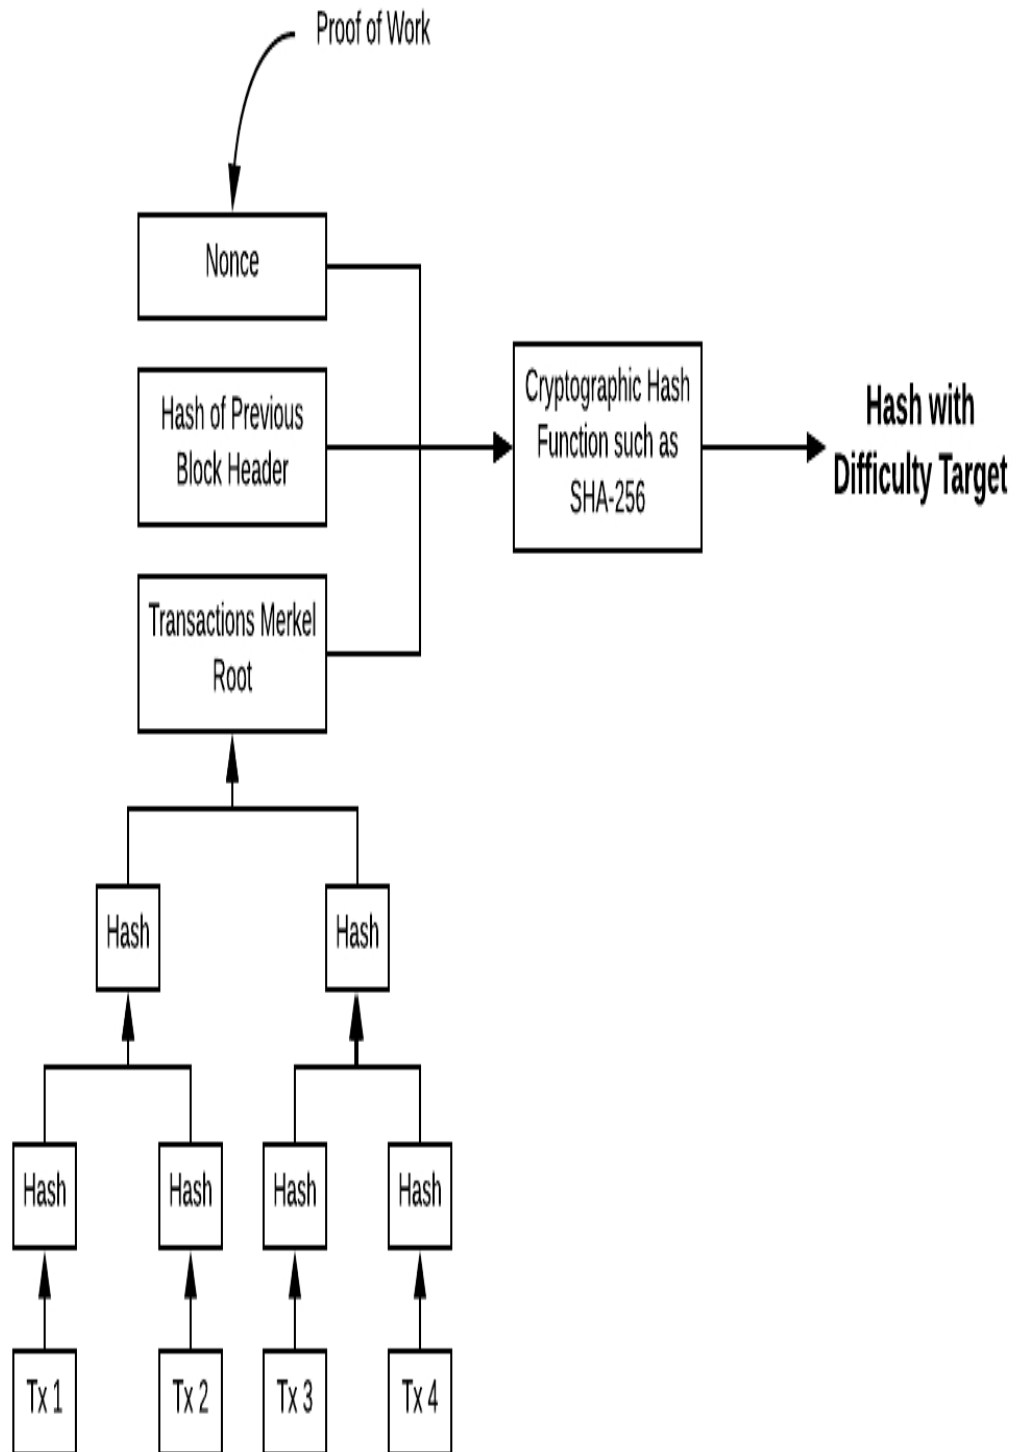 Proof of Work
Nonce
Hash of Previous
Block Header
Cryptographic Hash
Function such as
SHA-256
Hash with
Difficulty Target
Transactions Merkel
Root
Hash
Hash
Hash
Hash
Hash
Hash
Tx 1
Tx 2
Tx 3
Tx 4